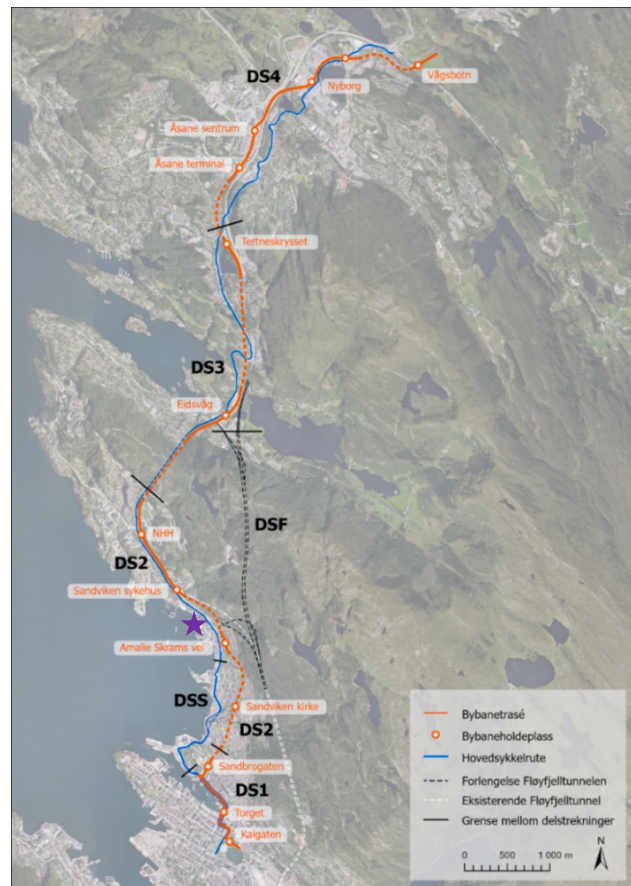 DS4
Vågsbotn
Nyborg
Åsane sentrum
Åsane terminal
Tertneskrysset
DS3
Eidsvåg
DSF
NHH
DS2
Sandviken sykehus
Amalie Skrams vei
DSS
Sandviken kirke
DS2
Sandbrogaten
DS1
Torget
Kaigaten
Bybanetrasé
Bybaneholdeplass
Hovedsykkelrute
Forlengelse Fløyfjelltunnelen
Eksisterende Fløyfjelltunnel
Grense mellom delstrekninger
N
0 1 000 m